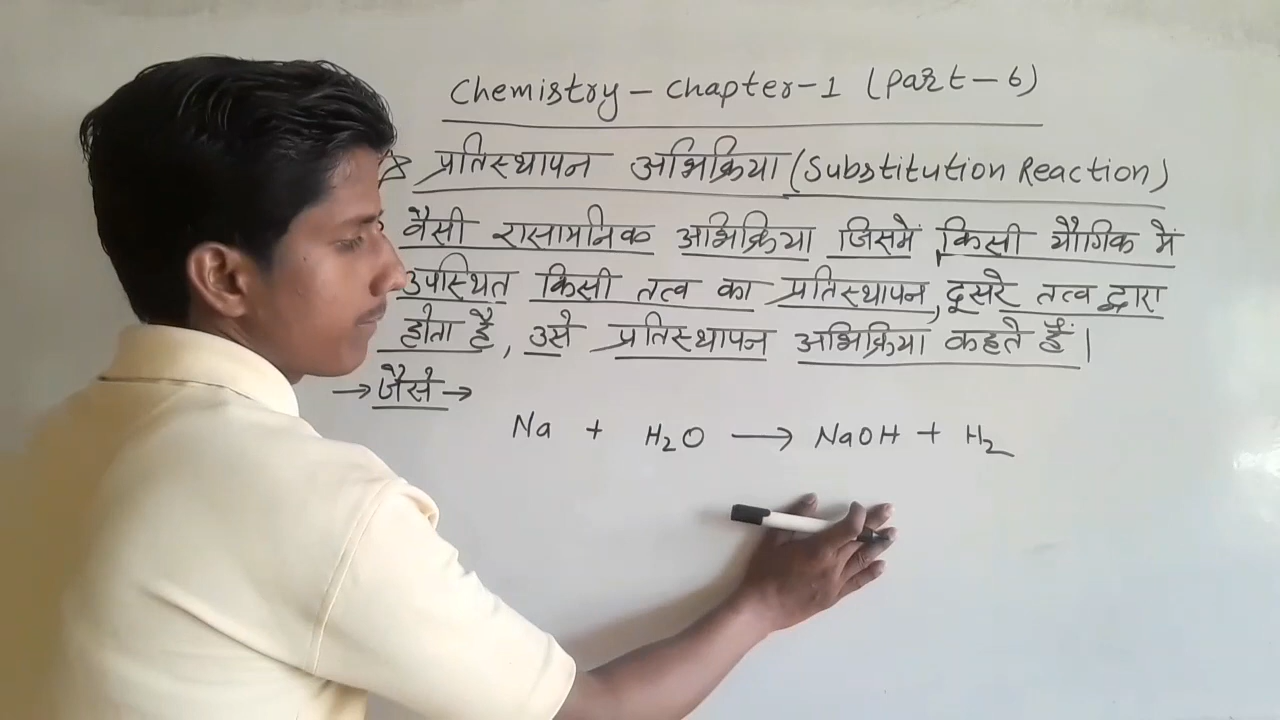 Chemistry – Chapter-1 (Part – 6)
प्रतिस्थापन अभिक्रिया (Substitution Reaction)
वैसी रासायनिक अभिक्रिया जिसमें, किसी यौगिक में
उपस्थित किसी तत्व का प्रतिस्थापन, दूसरे तत्व द्वारा
होता है, उसे प्रतिस्थापन अभिक्रिया कहते हैं।
→ जैसे →
Na + H₂O ⟶ NaOH + H₂